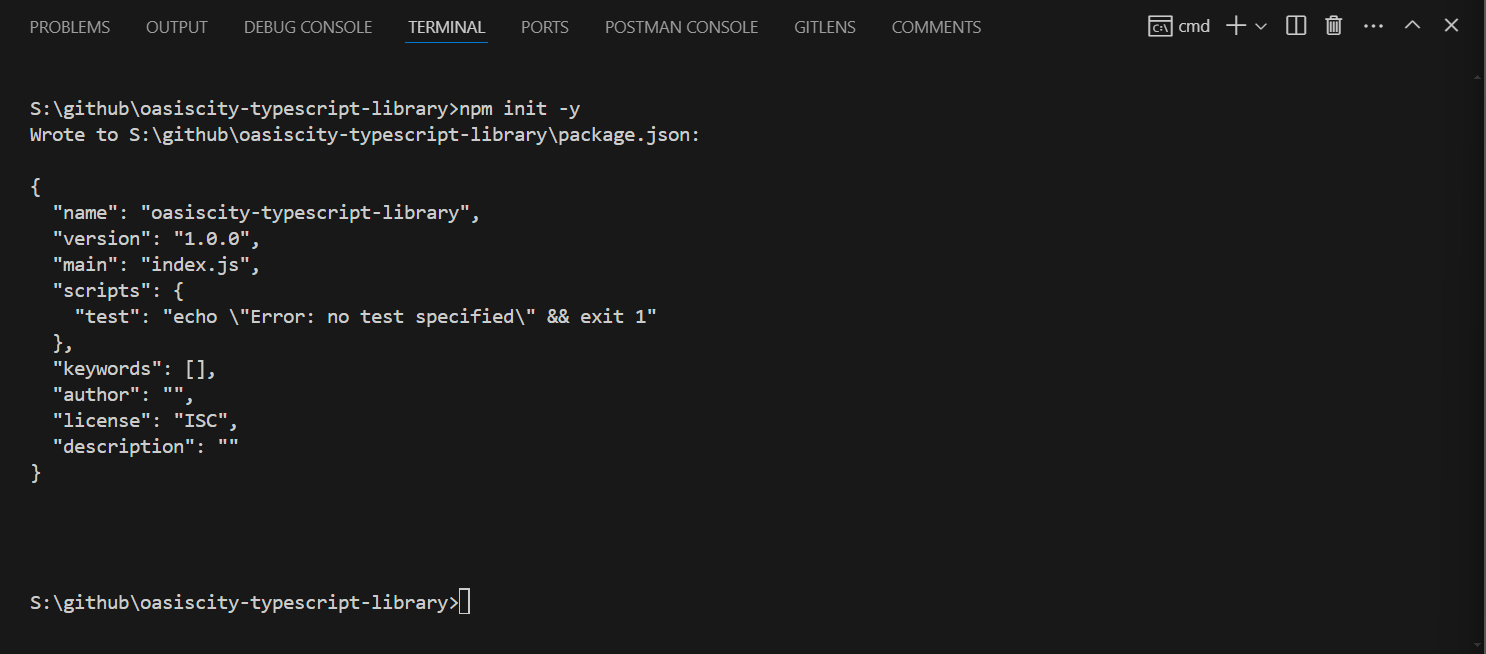 PROBLEMS OUTPUT DEBUG CONSOLE TERMINAL PORTS POSTMAN CONSOLE GITLENS COMMENTS cmd
S:\github\oasiscity-typescript-library>npm init -y
Wrote to S:\github\oasiscity-typescript-library\package.json:
{
  "name": "oasiscity-typescript-library",
  "version": "1.0.0",
  "main": "index.js",
  "scripts": {
    "test": "echo \"Error: no test specified\" && exit 1"
  },
  "keywords": [],
  "author": "",
  "license": "ISC",
  "description": ""
}
S:\github\oasiscity-typescript-library>